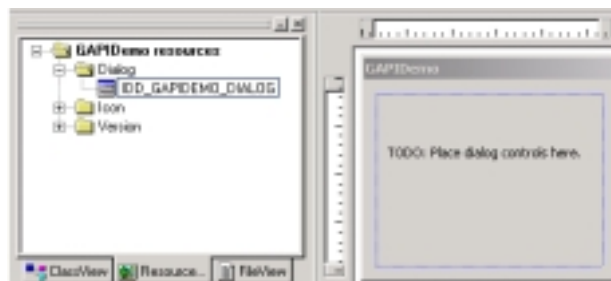 GAPIDemo resources
Dialog
IDD_GAPIDEMO_DIALOG
Icon
Version
ClassView
Resource...
FileView
GAPIDemo
TODO: Place dialog controls here.